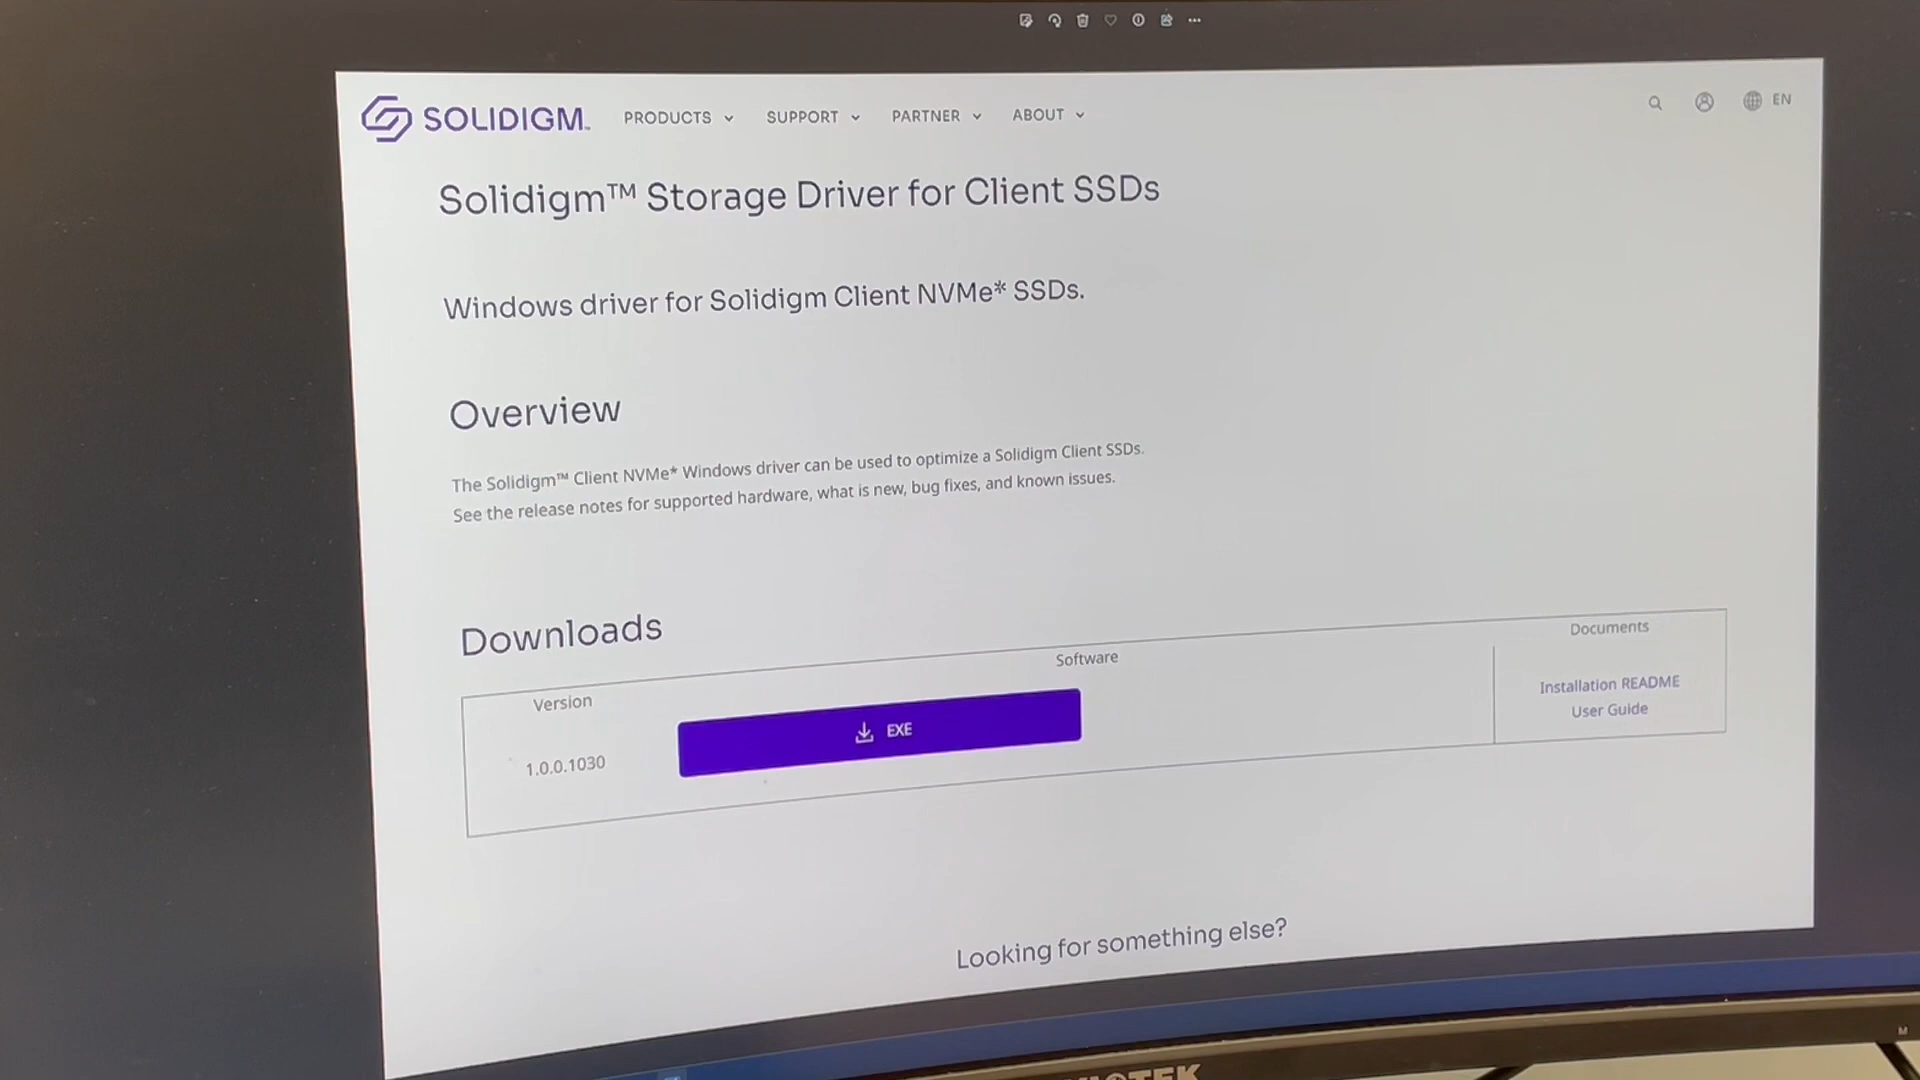 SOLIDIGM™ PRODUCTS SUPPORT PARTNER ABOUT EN
Solidigm™ Storage Driver for Client SSDs
Windows driver for Solidigm Client NVMe* SSDs.
Overview
The Solidigm™ Client NVMe* Windows driver can be used to optimize a Solidigm Client SSDs.
See the release notes for supported hardware, what is new, bug fixes, and known issues.
Downloads
Version Software Documents
1.0.0.1030 EXE Installation README
User Guide
Looking for something else?
M